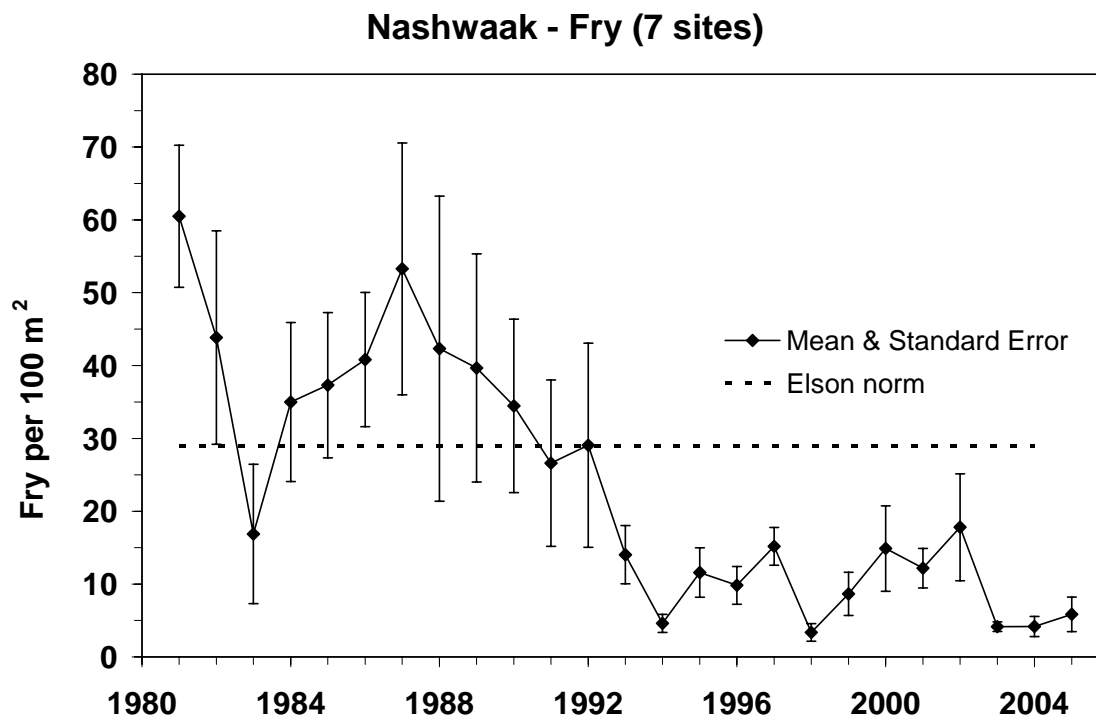 Nashwaak - Fry (7 sites)
80
70
60
50
40
30
20
10
0
Fry per 100 m²
Mean & Standard Error
Elson norm
1980 1984 1988 1992 1996 2000 2004